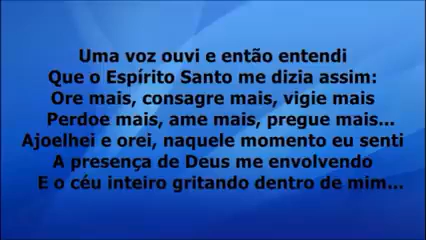 Uma voz ouvi e então entendi
Que o Espírito Santo me dizia assim:
Ore mais, consagre mais, vigie mais
Perdoe mais, ame mais, pregue mais...
Ajoelhei e orei, naquele momento eu senti
A presença de Deus me envolvendo
E o céu inteiro gritando dentro de mim...